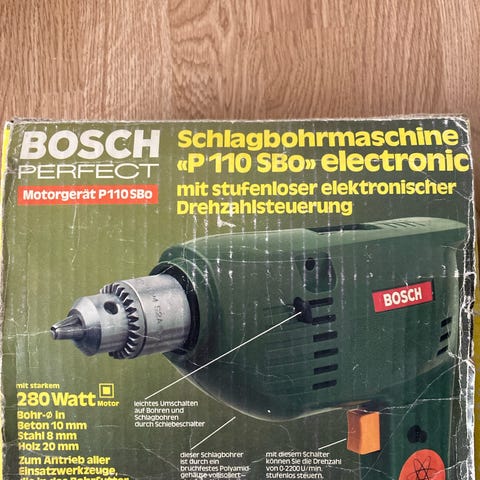 BOSCH
PERFECT
Motorgerät P110SBo
Schlagbohrmaschine
«P 110 SBo» electronic
mit stufenloser elektronischer
Drehzahlsteuerung
BOSCH
mit starkem
280 Watt Motor
Bohr-ø in
Beton 10 mm
Stahl 8 mm
Holz 20 mm
Zum Antrieb aller
Einsatzwerkzeuge,
leichtes Umschalten
auf Bohren und
Schlagbohren
durch Schiebeschalter
dieser Schlagbohrer
ist durch ein
bruchfestes Polyamid-
gehäuse vollisoliert–
mit diesem Schalter
können Sie die Drehzahl
von 0-2200 U/min.
stufenlos steuern.